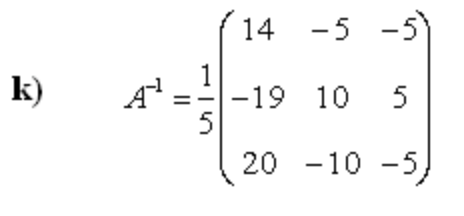 k) A⁻¹ = 1/5 ( 14 −5 −5
−19 10 5
20 −10 −5 )